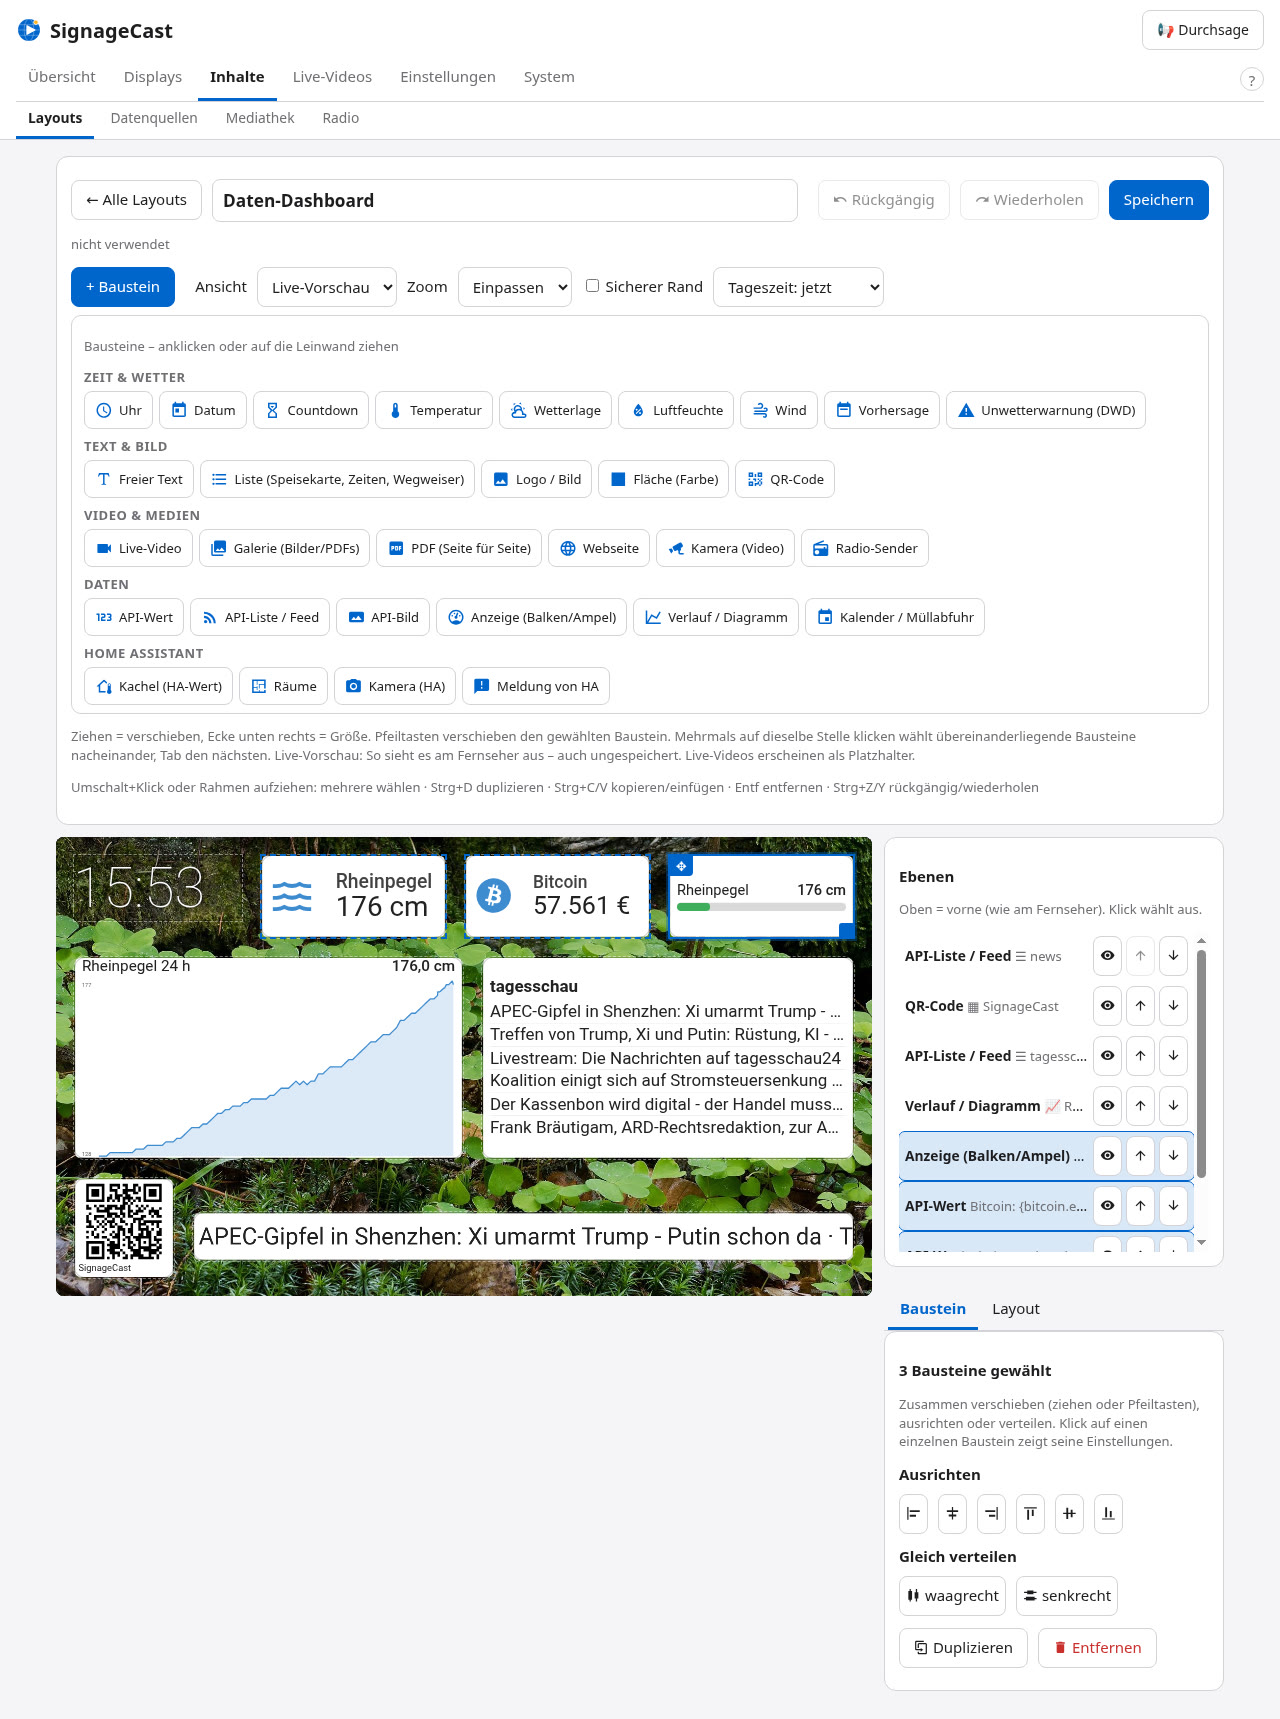 SignageCast
Durchsage
Übersicht Displays Inhalte Live-Videos Einstellungen System ?
Layouts Datenquellen Mediathek Radio
← Alle Layouts Daten-Dashboard Rückgängig Wiederholen Speichern
nicht verwendet
+ Baustein Ansicht Live-Vorschau Zoom Einpassen Sicherer Rand Tageszeit: jetzt
Bausteine – anklicken oder auf die Leinwand ziehen
ZEIT & WETTER
Uhr Datum Countdown Temperatur Wetterlage Luftfeuchte Wind Vorhersage Unwetterwarnung (DWD)
TEXT & BILD
Freier Text Liste (Speisekarte, Zeiten, Wegweiser) Logo / Bild Fläche (Farbe) QR-Code
VIDEO & MEDIEN
Live-Video Galerie (Bilder/PDFs) PDF (Seite für Seite) Webseite Kamera (Video) Radio-Sender
DATEN
API-Wert API-Liste / Feed API-Bild Anzeige (Balken/Ampel) Verlauf / Diagramm Kalender / Müllabfuhr
HOME ASSISTANT
Kachel (HA-Wert) Räume Kamera (HA) Meldung von HA
Ziehen = verschieben, Ecke unten rechts = Größe. Pfeiltasten verschieben den gewählten Baustein. Mehrmals auf dieselbe Stelle klicken wählt übereinanderliegende Bausteine
nacheinander, Tab den nächsten. Live-Vorschau: So sieht es am Fernseher aus – auch ungespeichert. Live-Videos erscheinen als Platzhalter.
Umschalt+Klick oder Rahmen aufziehen: mehrere wählen · Strg+D duplizieren · Strg+C/V kopieren/einfügen · Entf entfernen · Strg+Z/Y rückgängig/wiederholen
15:53
Rheinpegel
176 cm
Bitcoin
57.561 €
Rheinpegel 176 cm
Rheinpegel 24 h 176,0 cm
177
128
tagesschau
APEC-Gipfel in Shenzhen: Xi umarmt Trump - ...
Treffen von Trump, Xi und Putin: Rüstung, KI - ...
Livestream: Die Nachrichten auf tagesschau24
Koalition einigt sich auf Stromsteuersenkung ...
Der Kassenbon wird digital - der Handel muss...
Frank Bräutigam, ARD-Rechtsredaktion, zur A...
SignageCast
APEC-Gipfel in Shenzhen: Xi umarmt Trump - Putin schon da · T
Ebenen
Oben = vorne (wie am Fernseher). Klick wählt aus.
API-Liste / Feed ☰ news
QR-Code ▦ SignageCast
API-Liste / Feed ☰ tagessc...
Verlauf / Diagramm 📈 R...
Anzeige (Balken/Ampel) ...
API-Wert Bitcoin: {bitcoin.e...
Baustein Layout
3 Bausteine gewählt
Zusammen verschieben (ziehen oder Pfeiltasten),
ausrichten oder verteilen. Klick auf einen
einzelnen Baustein zeigt seine Einstellungen.
Ausrichten
Gleich verteilen
waagrecht senkrecht
Duplizieren Entfernen